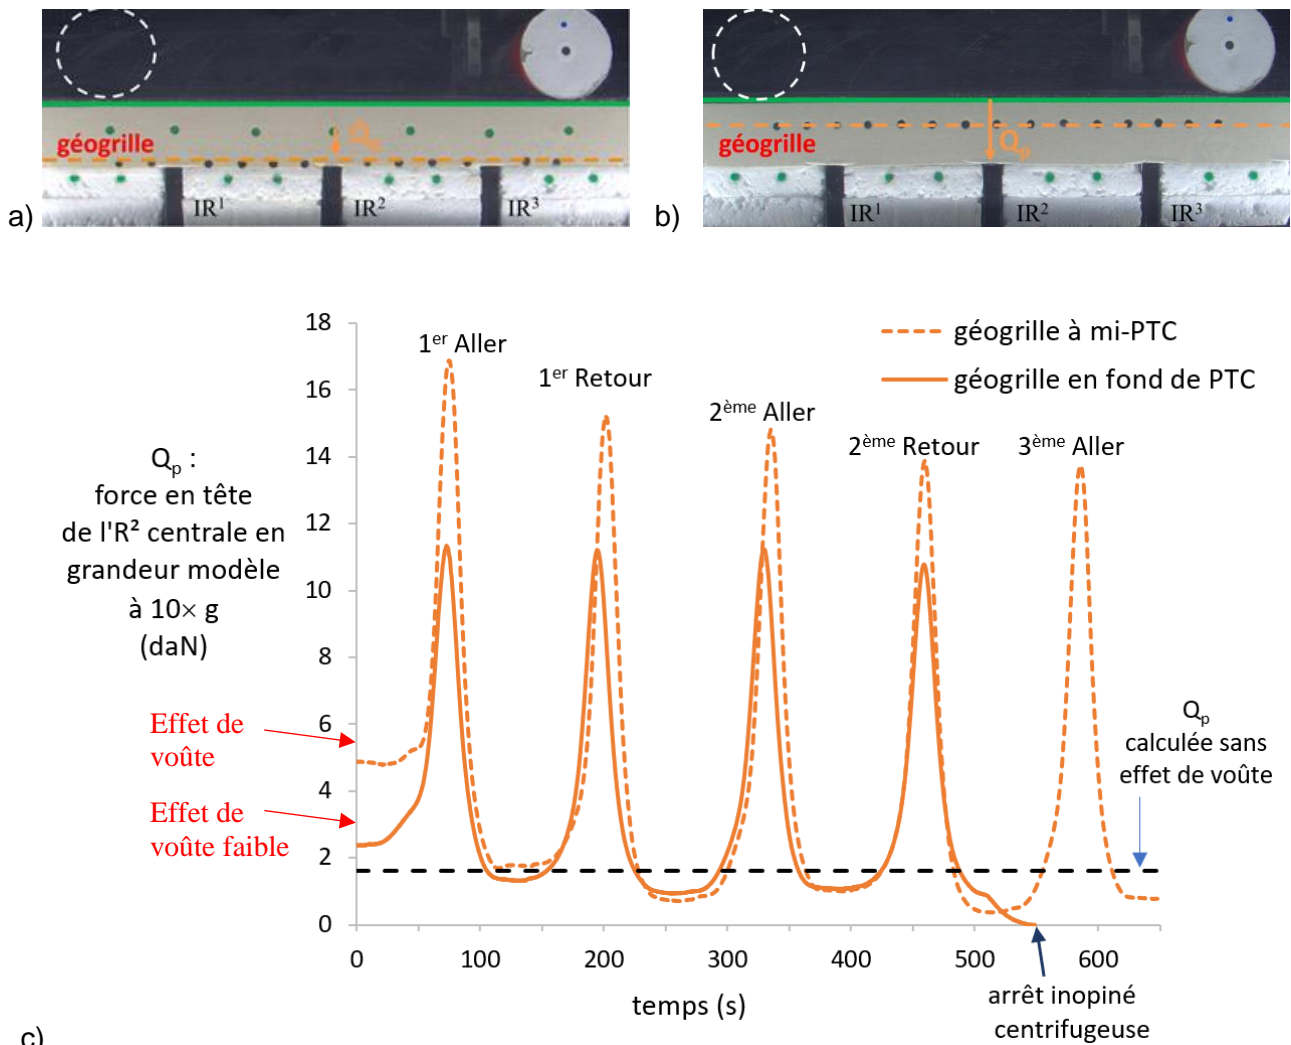 géogrille
Qp
IR¹
IR²
IR³
a)
géogrille
Qp
IR¹
IR²
IR³
b)
18
16
14
12
10
8
6
4
2
0
0
100
200
300
400
500
600
temps (s)
Qp :
force en tête
de l'R² centrale en
grandeur modèle
à 10× g
(daN)
1er Aller
1er Retour
2ème Aller
2ème Retour
3ème Aller
géogrille à mi-PTC
géogrille en fond de PTC
Effet de
voûte
Effet de
voûte faible
Qp
calculée sans
effet de voûte
arrêt inopiné
centrifugeuse
c)